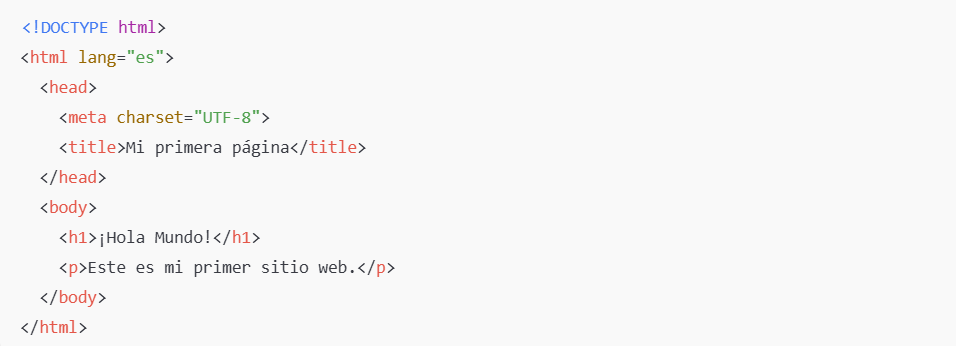 <!DOCTYPE html>
<html lang="es">
  <head>
    <meta charset="UTF-8">
    <title>Mi primera página</title>
  </head>
  <body>
    <h1>¡Hola Mundo!</h1>
    <p>Este es mi primer sitio web.</p>
  </body>
</html>